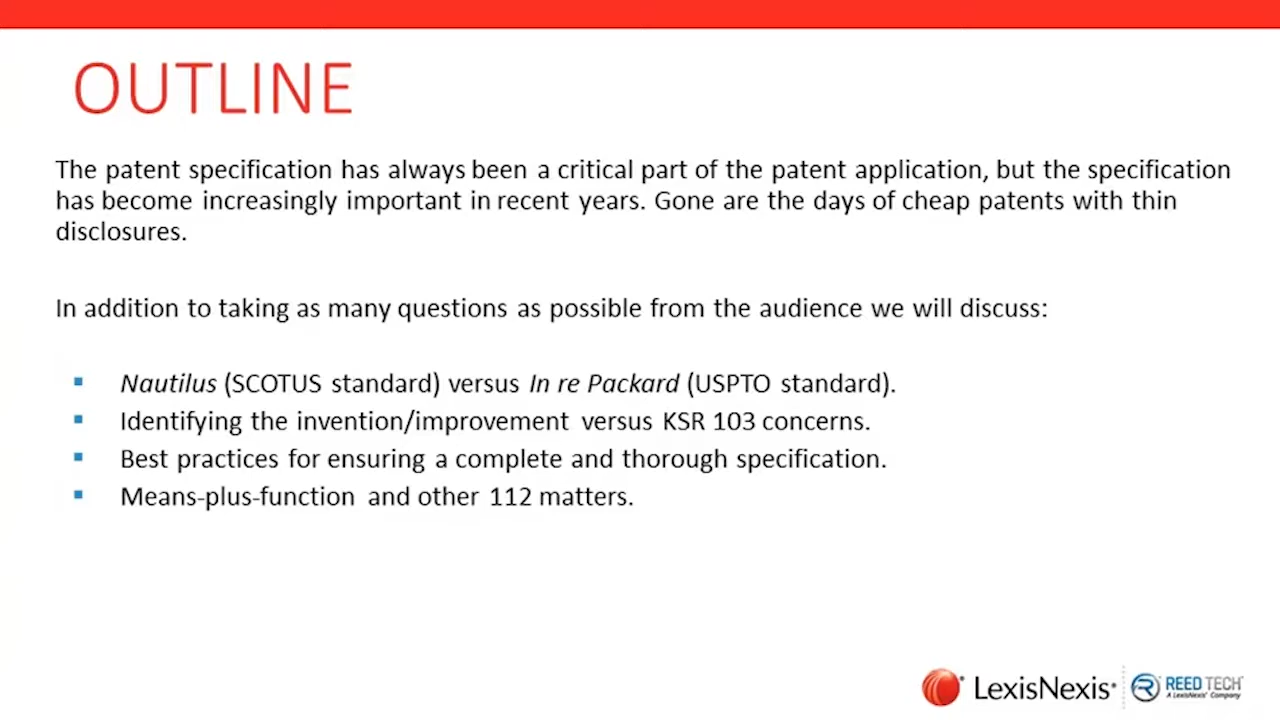 OUTLINE
The patent specification has always been a critical part of the patent application, but the specification
has become increasingly important in recent years. Gone are the days of cheap patents with thin
disclosures.
In addition to taking as many questions as possible from the audience we will discuss:
▪ Nautilus (SCOTUS standard) versus In re Packard (USPTO standard).
▪ Identifying the invention/improvement versus KSR 103 concerns.
▪ Best practices for ensuring a complete and thorough specification.
▪ Means-plus-function and other 112 matters.
LexisNexis® REED TECH®
A LexisNexis® Company